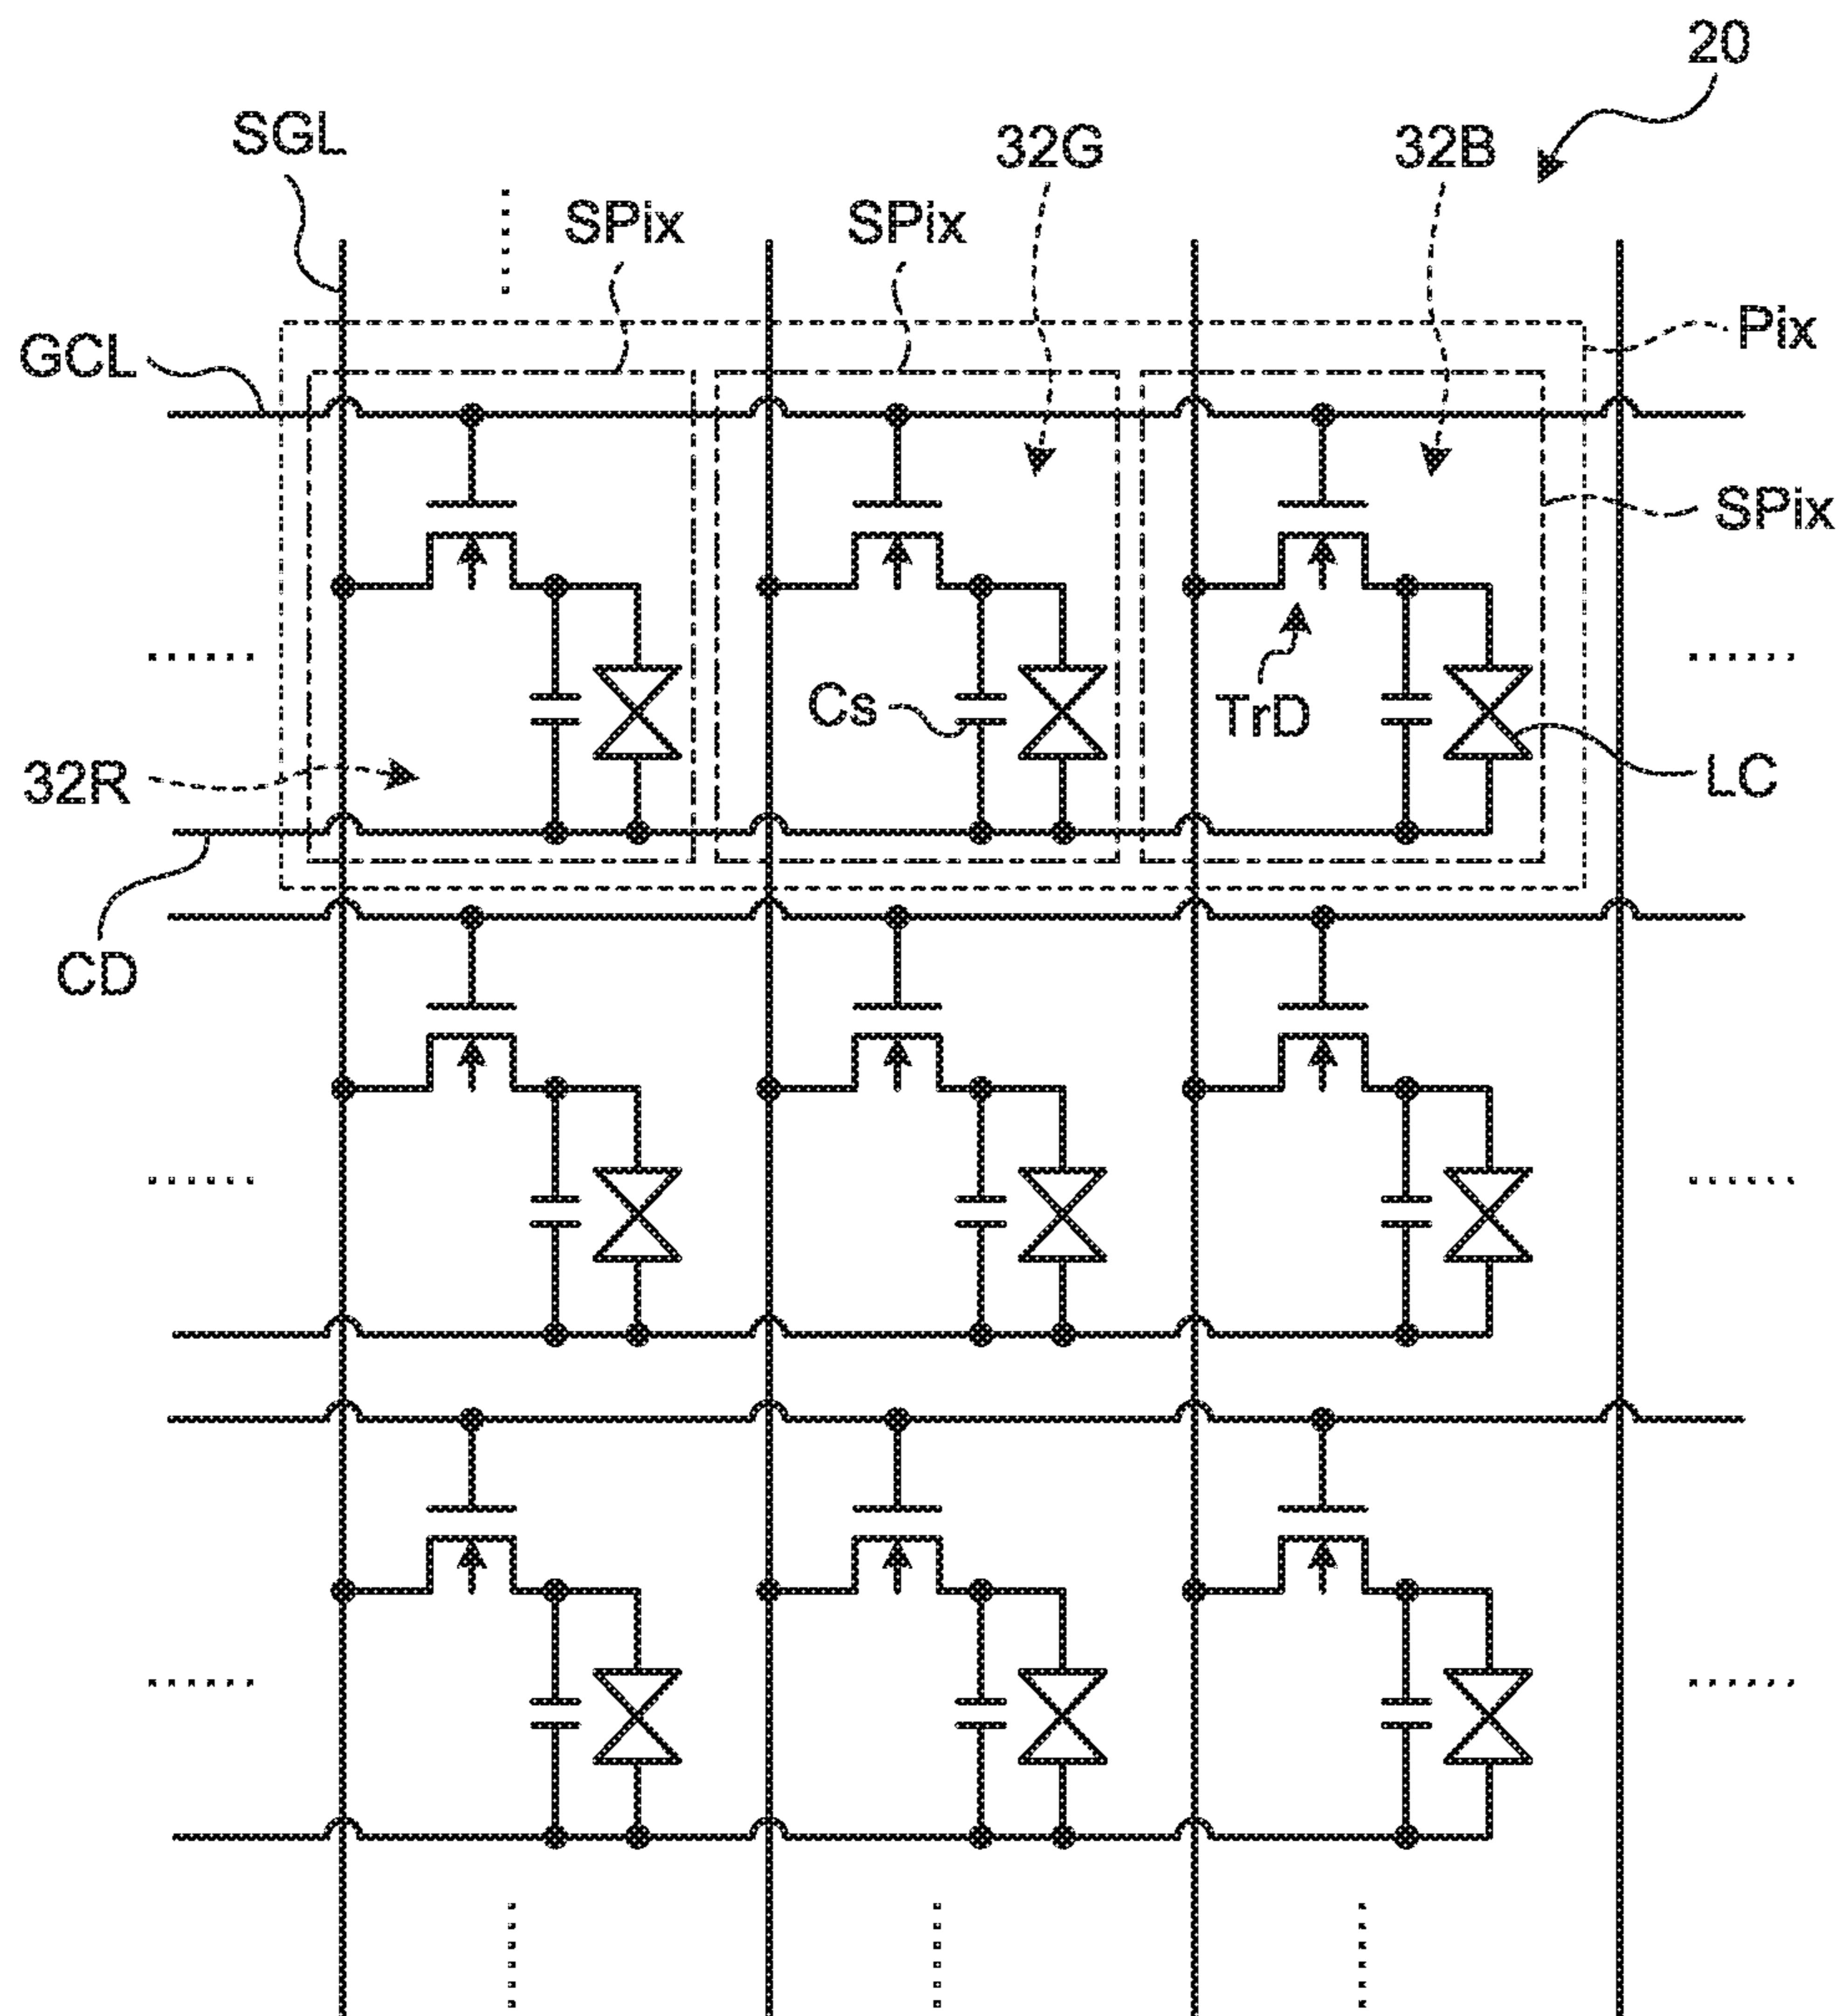 20
SGL
32G
32B
SPix
SPix
GCL
Pix
SPix
Cs
TrD
32R
LC
CD